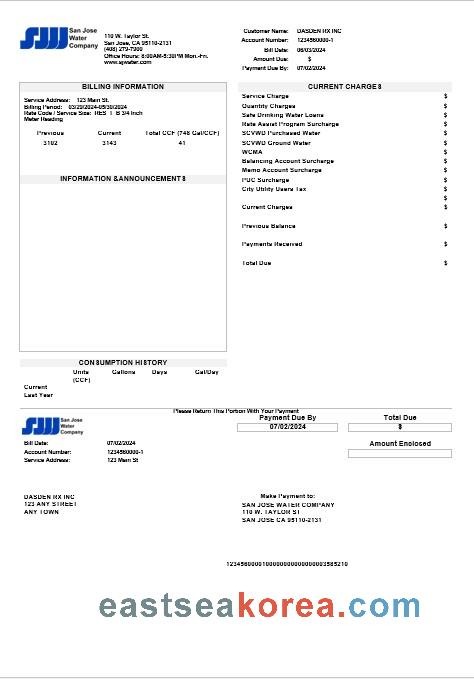 San Jose
Water
Company
110 W. Taylor St.
San Jose, CA 95110-2131
(408) 279-7900
Office Hours: 8:00AM-5:30PM Mon.-Fri.
www.sjwater.com
Customer Name: DASDEN RX INC
Account Number: 1234560000-1
Bill Date: 06/03/2024
Amount Due: $
Payment Due By: 07/02/2024
BILLING INFORMATION
Service Address: 123 Main St.
Billing Period: 03/29/2024-05/30/2024
Rate Code / Service Size: RES 1 B 3/4 Inch
Meter Reading
Previous Current Total CCF (748 Gal/CCF)
3102 3143 41
INFORMATION &ANNOUNCEMENTS
CURRENT CHARGES
Service Charge $
Quantity Charges $
Safe Drinking Water Loans $
Rate Assist Program Surcharge $
SCVWD Purchased Water $
SCVWD Ground Water $
WCMA $
Balancing Account Surcharge $
Memo Account Surcharge $
PUC Surcharge $
City Utility Users Tax $
$
Current Charges $
Previous Balance $
Payments Received $
Total Due $
CONSUMPTION HISTORY
Units Gallons Days Gal/Day
(CCF)
Current
Last Year
Please Return This Portion With Your Payment
San Jose
Water
Company
Payment Due By Total Due
07/02/2024 $
Bill Date: 07/02/2024
Account Number: 1234560000-1
Service Address: 123 Main St
Amount Enclosed
DASDEN RX INC
123 ANY STREET
ANY TOWN
Make Payment to:
SAN JOSE WATER COMPANY
110 W. TAYLOR ST
SAN JOSE CA 95110-2131
eastseakorea.com